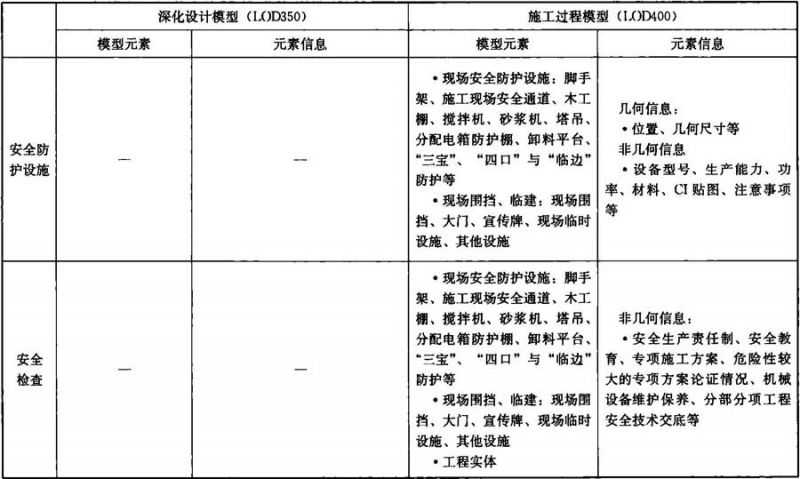 深化设计模型（LOD350）
施工过程模型（LOD400）
模型元素
元素信息
模型元素
元素信息
安全防
护设施
—
—
•现场安全防护设施：脚手
架、施工现场安全通道、木工
棚、搅拌机、砂浆机、塔吊、
分配电箱防护棚、卸料平台、
“三宝”、“四口”与“临边”
防护等
•现场围挡、临建：现场围
挡、大门、宣传牌、现场临时
设施、其他设施
几何信息：
•位置、几何尺寸等
非几何信息
•设备型号、生产能力、功
率、材料、CI 贴图、注意事项
等
安全
检查
—
—
•现场安全防护设施：脚手
架、施工现场安全通道、木工
棚、搅拌机、砂浆机、塔吊、
分配电箱防护棚、卸料平台、
“三宝”、“四口”与“临边”
防护等
•现场围挡、临建：现场围
挡、大门、宣传牌、现场临时
设施、其他设施
•工程实体
非几何信息：
•安全生产责任制、安全教
育、专项施工方案、危险性较
大的专项方案论证情况、机械
设备维护保养、分部分项工程
安全技术交底等